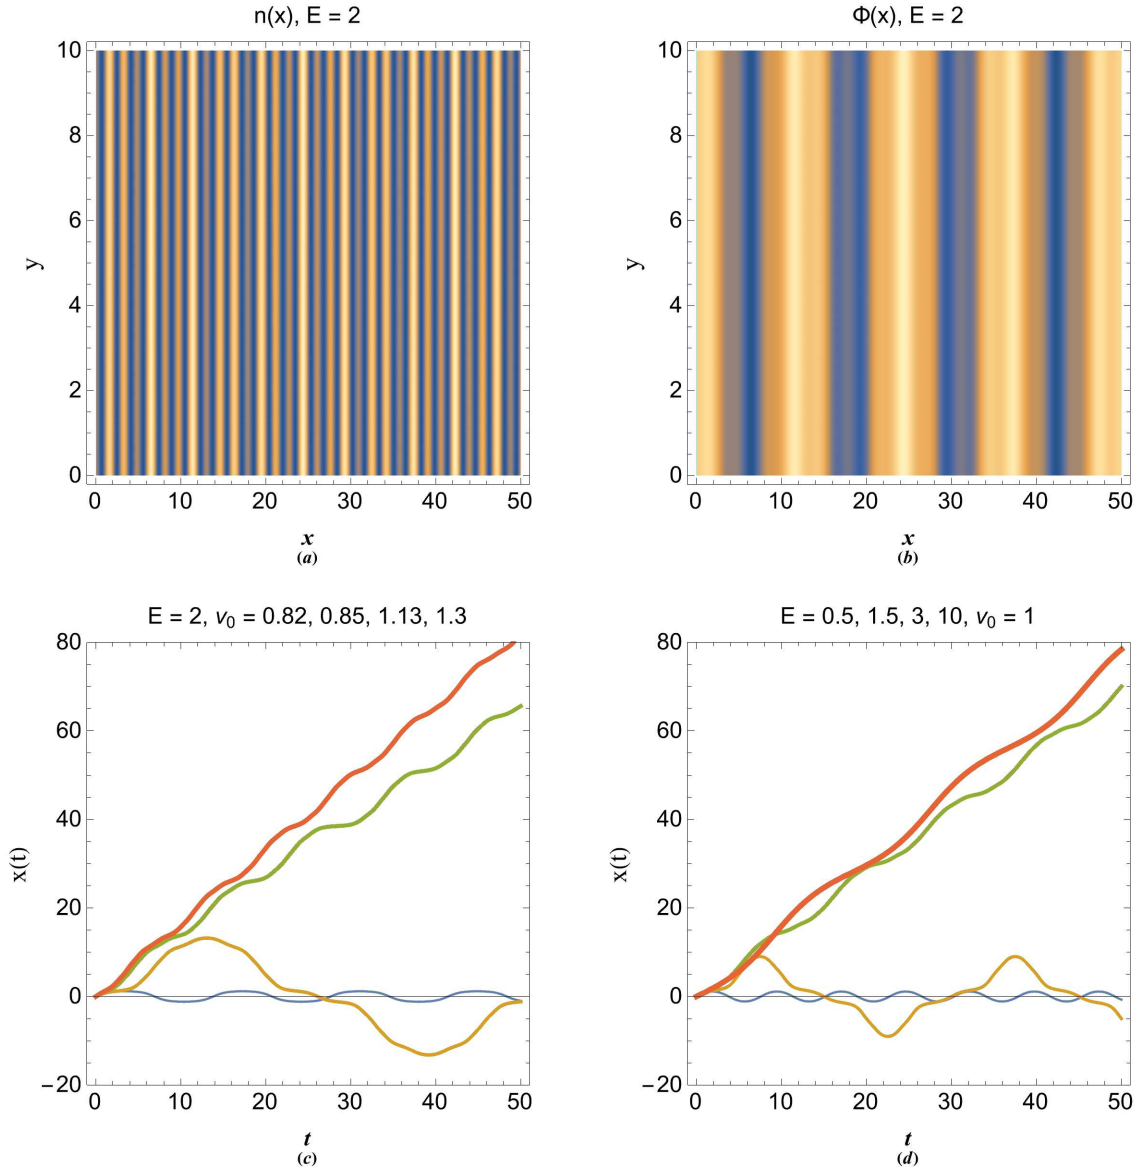 n(x), E = 2
10
8
6
4
2
0
y
0 10 20 30 40 50
x
(a)
Φ(x), E = 2
10
8
6
4
2
0
y
0 10 20 30 40 50
x
(b)
E = 2, v₀ = 0.82, 0.85, 1.13, 1.3
80
60
40
20
0
−20
x(t)
0 10 20 30 40 50
t
(c)
E = 0.5, 1.5, 3, 10, v₀ = 1
80
60
40
20
0
−20
x(t)
0 10 20 30 40 50
t
(d)